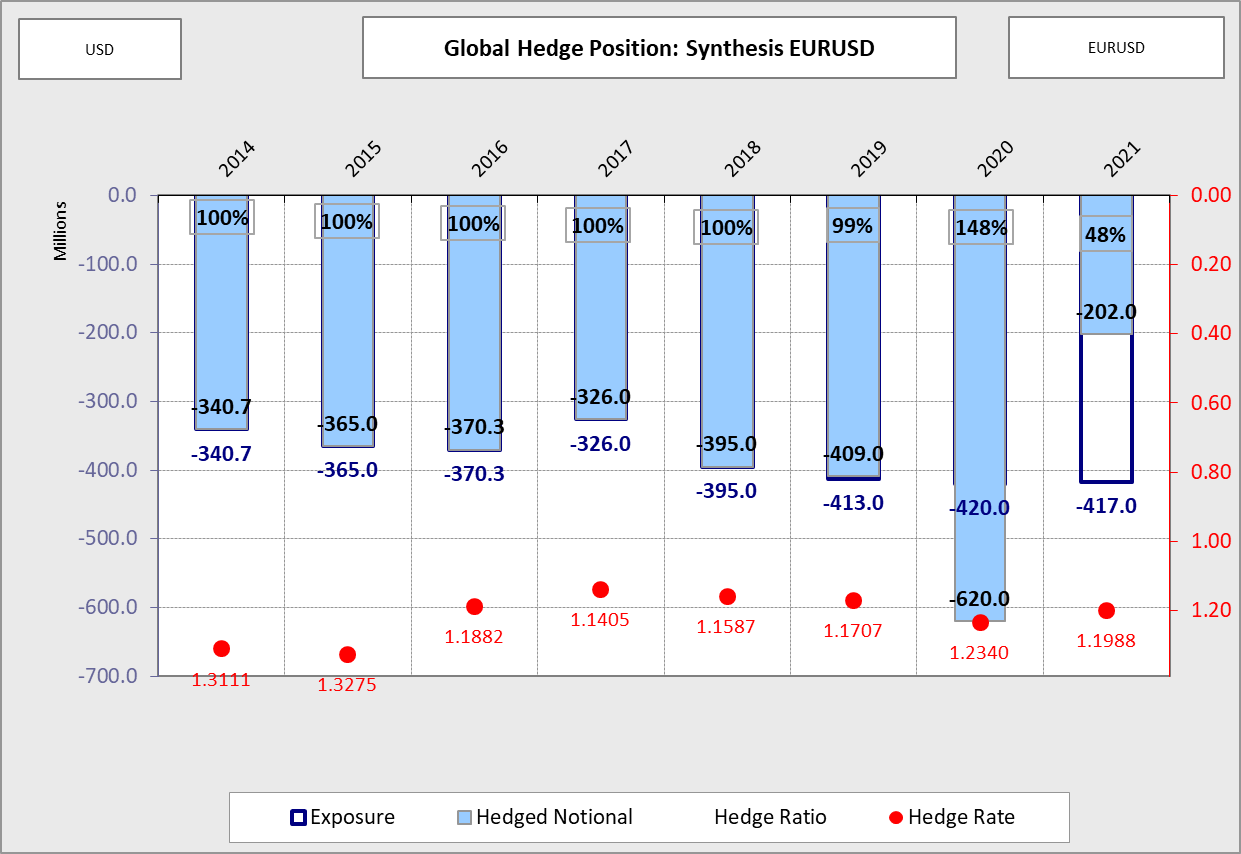 USD
Global Hedge Position: Synthesis EURUSD
EURUSD
2014 2015 2016 2017 2018 2019 2020 2021
Millions
0.0 0.00
100% 100% 100% 100% 100% 99% 148% 48%
-100.0 0.20
-200.0 0.40
-202.0
-300.0 0.60
-340.7 -365.0 -370.3 -326.0 -395.0 -409.0
-340.7 -365.0 -370.3 -326.0 -395.0 -413.0 -420.0 -417.0
-400.0 0.80
-500.0 1.00
-600.0 1.20
-620.0
1.3111 1.3275 1.1882 1.1405 1.1587 1.1707 1.2340 1.1988
-700.0
Exposure Hedged Notional Hedge Ratio Hedge Rate